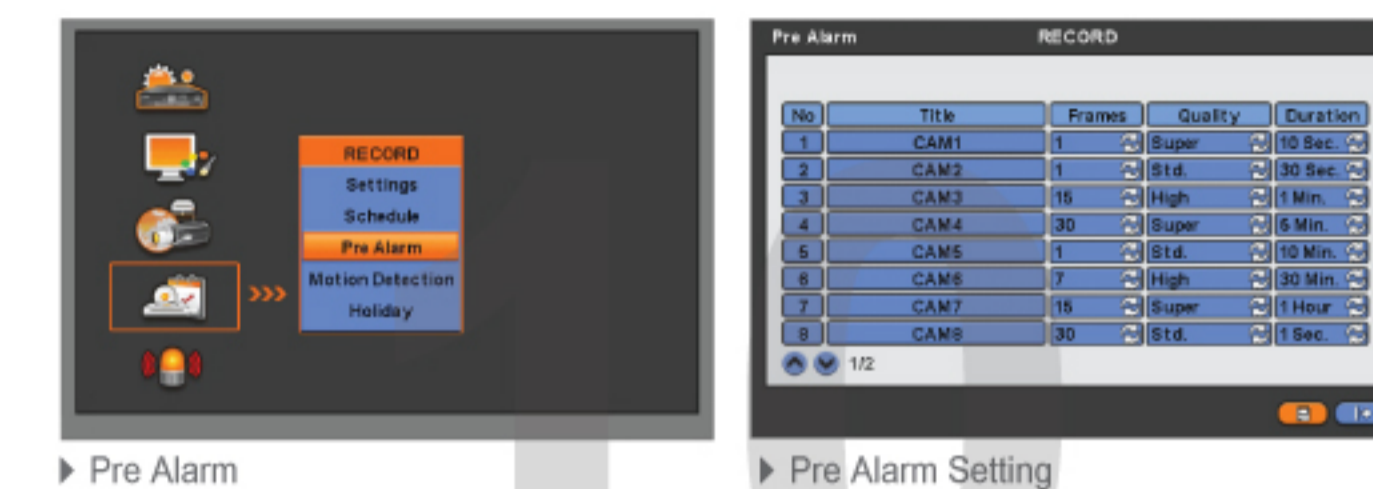 RECORD
Settings
Schedule
Pre Alarm
Motion Detection
Holiday
Pre Alarm
Pre Alarm RECORD
No Title Frames Quality Duration
1 CAM1 1 Super 10 Sec.
2 CAM2 1 Std. 30 Sec.
3 CAM3 15 High 1 Min.
4 CAM4 30 Super 5 Min.
5 CAM5 1 Std. 10 Min.
6 CAM6 7 High 30 Min.
7 CAM7 15 Super 1 Hour
8 CAM8 30 Std. 1 Sec.
1/2
Pre Alarm Setting